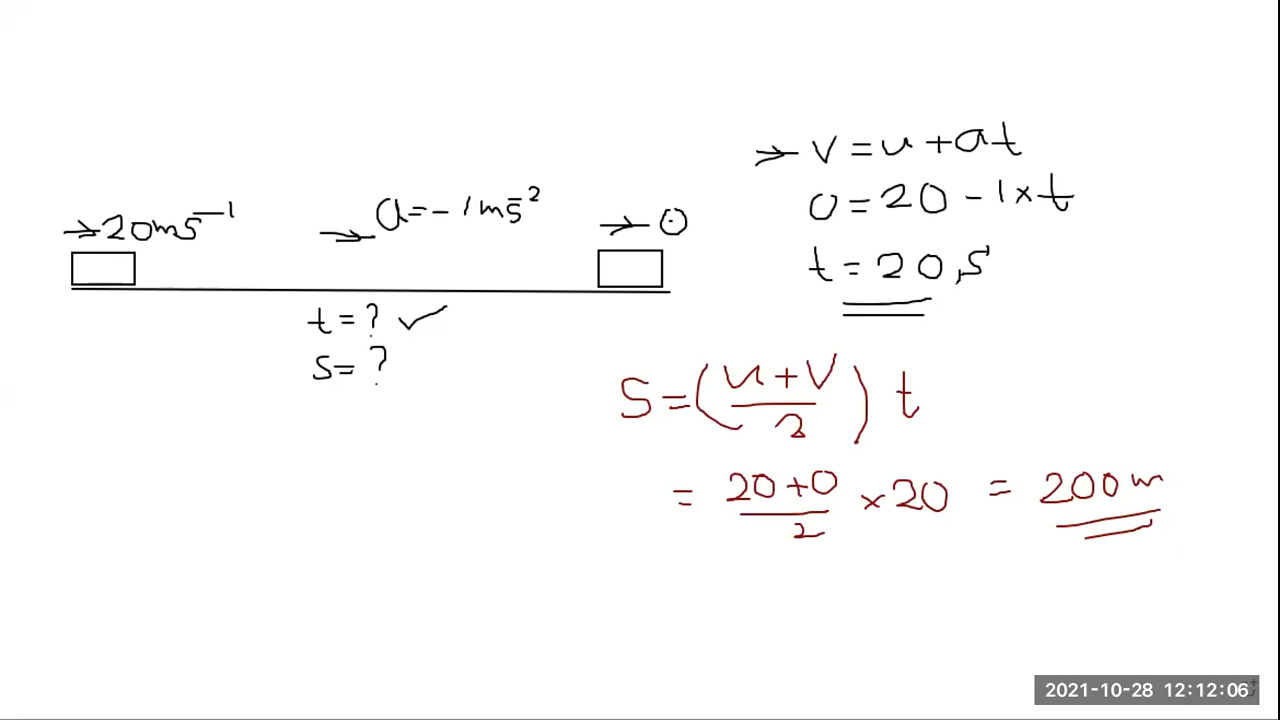 → 20ms⁻¹
→ a = -1ms⁻²
→ 0
t = ? ✓
s = ?
→ v = u + at
0 = 20 - 1 × t
t = 20 s
S = (u + v / 2) t
= 20 + 0 / 2 × 20 = 200m
2021-10-28 12:12:06